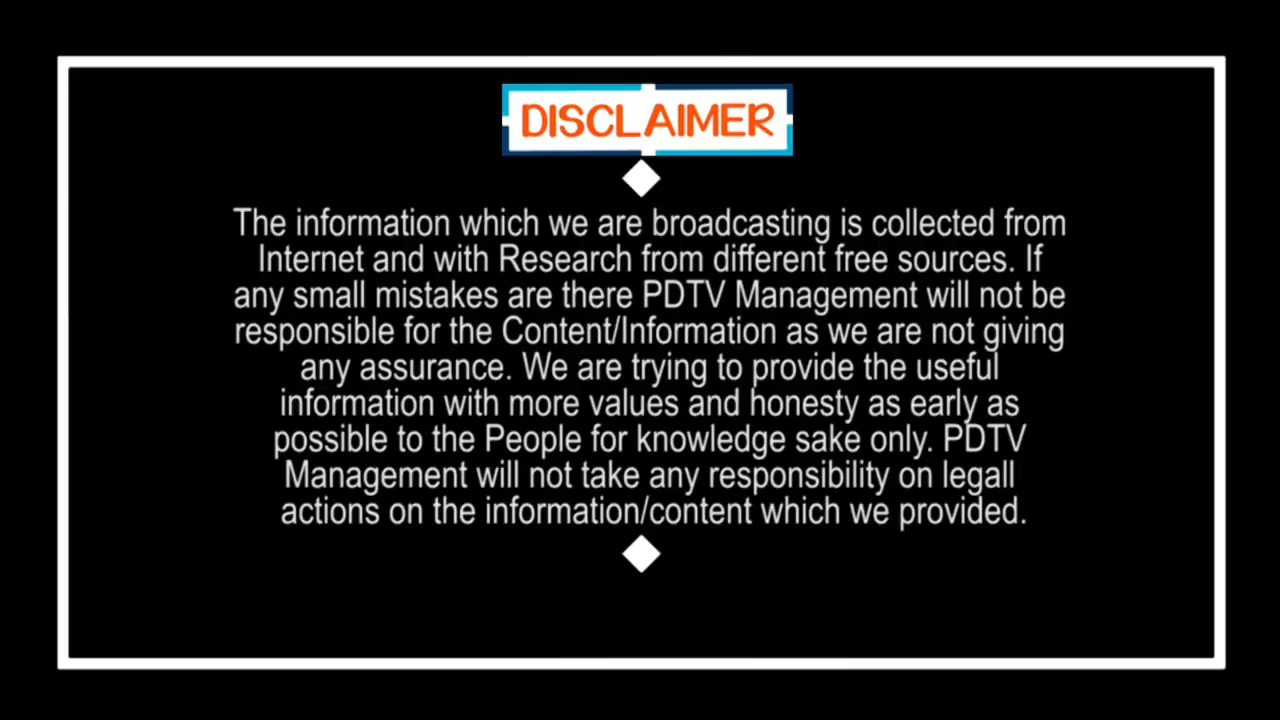 DISCLAIMER
The information which we are broadcasting is collected from
Internet and with Research from different free sources. If
any small mistakes are there PDTV Management will not be
responsible for the Content/Information as we are not giving
any assurance. We are trying to provide the useful
information with more values and honesty as early as
possible to the People for knowledge sake only. PDTV
Management will not take any responsibility on legall
actions on the information/content which we provided.